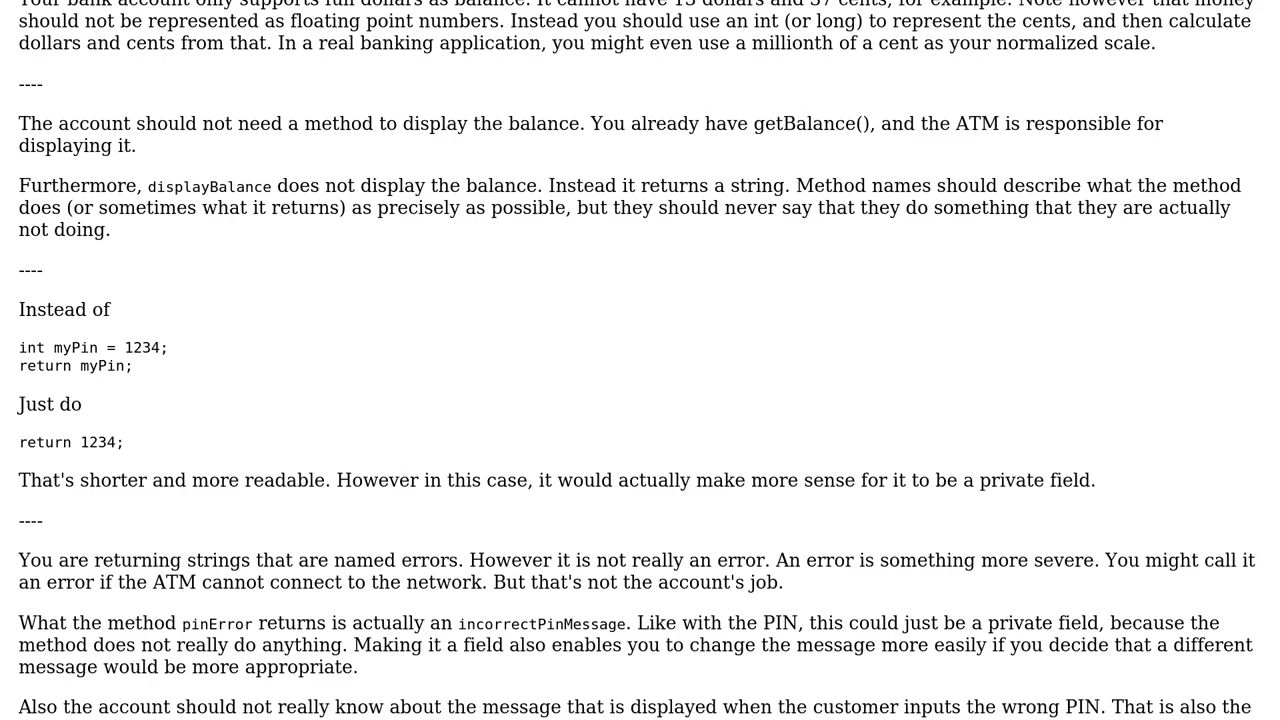 Your bank account only supports full dollars as balance. It cannot have 13 dollars and 37 cents, for example. Note however that money
should not be represented as floating point numbers. Instead you should use an int (or long) to represent the cents, and then calculate
dollars and cents from that. In a real banking application, you might even use a millionth of a cent as your normalized scale.
----
The account should not need a method to display the balance. You already have getBalance(), and the ATM is responsible for
displaying it.
Furthermore, displayBalance does not display the balance. Instead it returns a string. Method names should describe what the method
does (or sometimes what it returns) as precisely as possible, but they should never say that they do something that they are actually
not doing.
----
Instead of
int myPin = 1234;
return myPin;
Just do
return 1234;
That's shorter and more readable. However in this case, it would actually make more sense for it to be a private field.
----
You are returning strings that are named errors. However it is not really an error. An error is something more severe. You might call it
an error if the ATM cannot connect to the network. But that's not the account's job.
What the method pinError returns is actually an incorrectPinMessage. Like with the PIN, this could just be a private field, because the
method does not really do anything. Making it a field also enables you to change the message more easily if you decide that a different
message would be more appropriate.
Also the account should not really know about the message that is displayed when the customer inputs the wrong PIN. That is also the